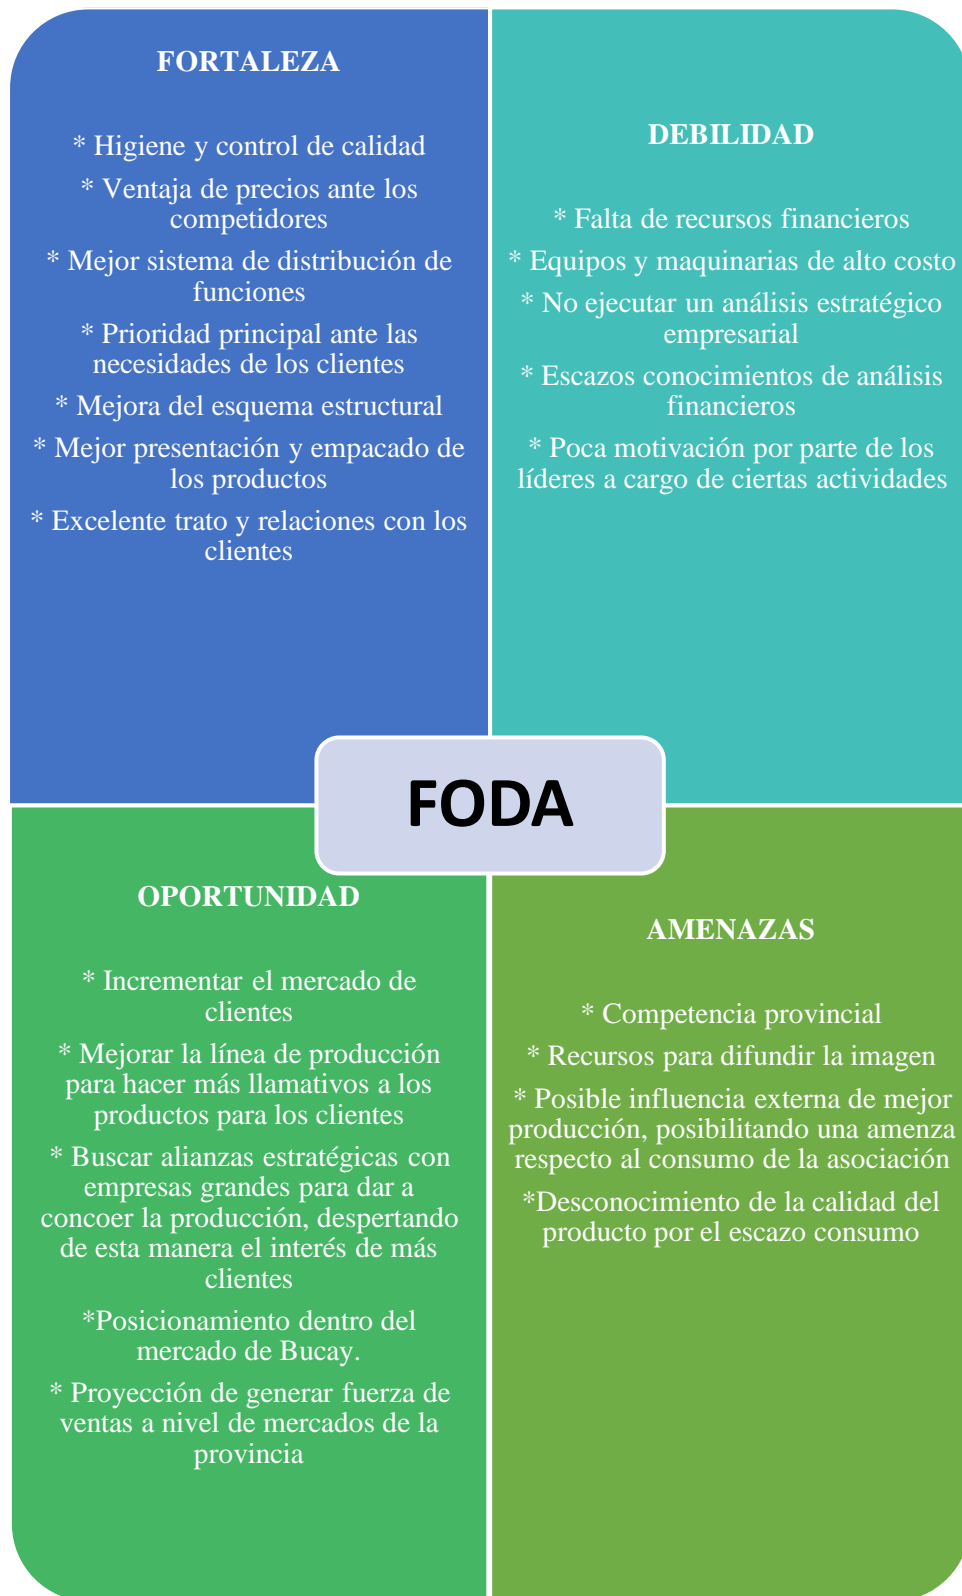 FORTALEZA
* Higiene y control de calidad
* Ventaja de precios ante los
competidores
* Mejor sistema de distribución de
funciones
* Prioridad principal ante las
necesidades de los clientes
* Mejora del esquema estructural
* Mejor presentación y empacado de
los productos
* Excelente trato y relaciones con los
clientes
DEBILIDAD
* Falta de recursos financieros
* Equipos y maquinarias de alto costo
* No ejecutar un análisis estratégico
empresarial
* Escazos conocimientos de análisis
financieros
* Poca motivación por parte de los
líderes a cargo de ciertas actividades
FODA
OPORTUNIDAD
* Incrementar el mercado de
clientes
* Mejorar la línea de producción
para hacer más llamativos a los
productos para los clientes
* Buscar alianzas estratégicas con
empresas grandes para dar a
concoer la producción, despertando
de esta manera el interés de más
clientes
*Posicionamiento dentro del
mercado de Bucay.
* Proyección de generar fuerza de
ventas a nivel de mercados de la
provincia
AMENAZAS
* Competencia provincial
* Recursos para difundir la imagen
* Posible influencia externa de mejor
producción, posibilitando una amenza
respecto al consumo de la asociación
*Desconocimiento de la calidad del
producto por el escazo consumo